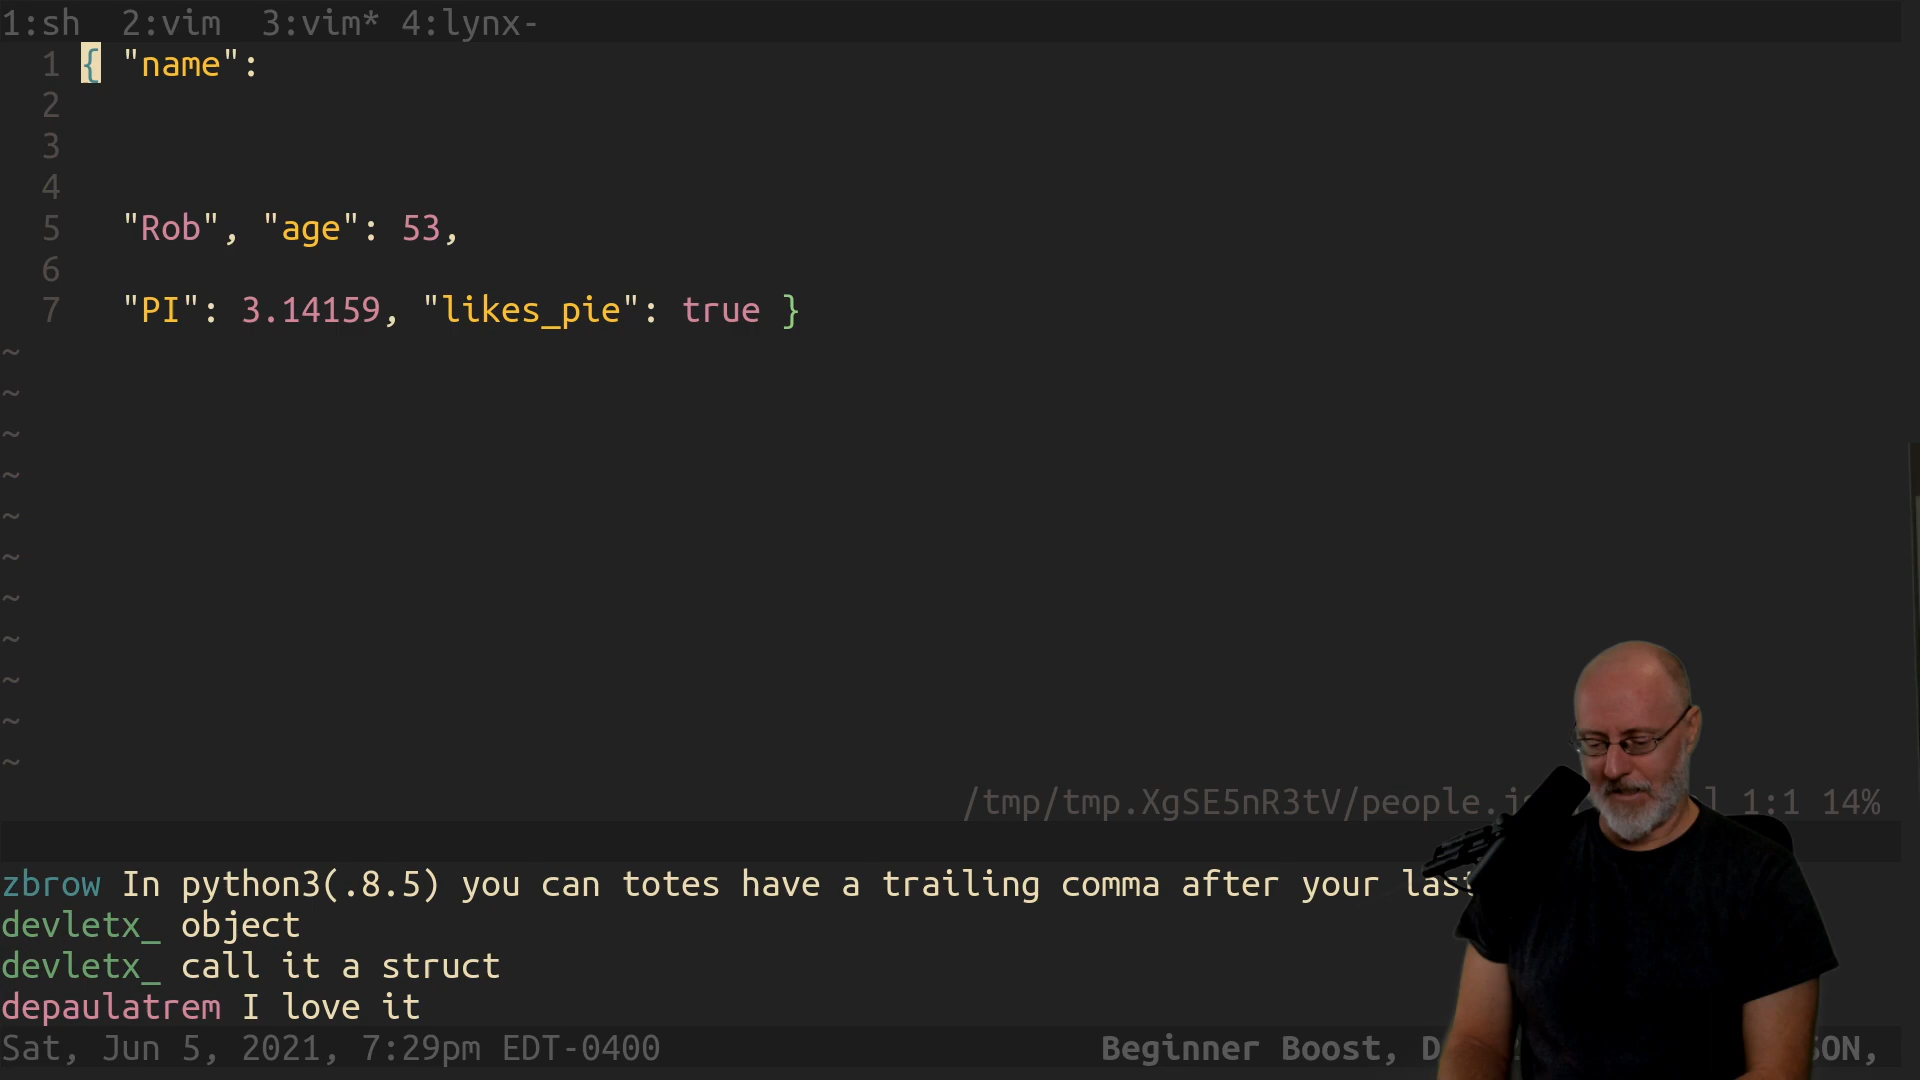 1:sh  2:vim  3:vim* 4:lynx-
1 { "name":
2
3
4
5 "Rob", "age": 53,
6
7 "PI": 3.14159, "likes_pie": true }
~
~
~
~
~
~
~
~
~
~
~
/tmp/tmp.XgSE5nR3tV/people. 1:1 14%
zbrow In python3(.8.5) you can totes have a trailing comma after your last
devletx_ object
devletx_ call it a struct
depaulatrem I love it
Sat, Jun 5, 2021, 7:29pm EDT-0400 Beginner Boost,